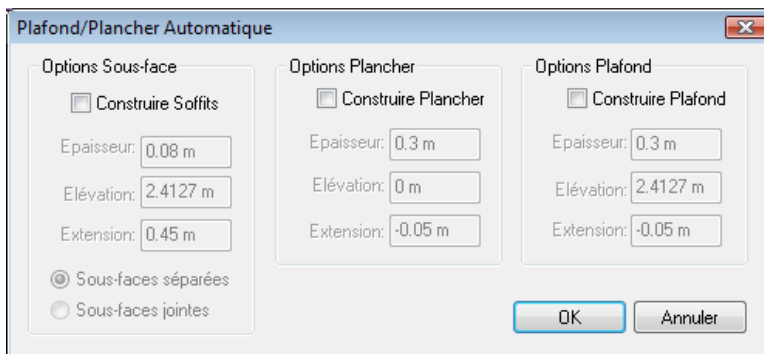 Plafond/Plancher Automatique
Options Sous-face
Construire Soffits
Epaisseur: 0.08 m
Elévation: 2.4127 m
Extension: 0.45 m
Sous-faces séparées
Sous-faces jointes
Options Plancher
Construire Plancher
Epaisseur: 0.3 m
Elévation: 0 m
Extension: -0.05 m
Options Plafond
Construire Plafond
Epaisseur: 0.3 m
Elévation: 2.4127 m
Extension: -0.05 m
OK
Annuler